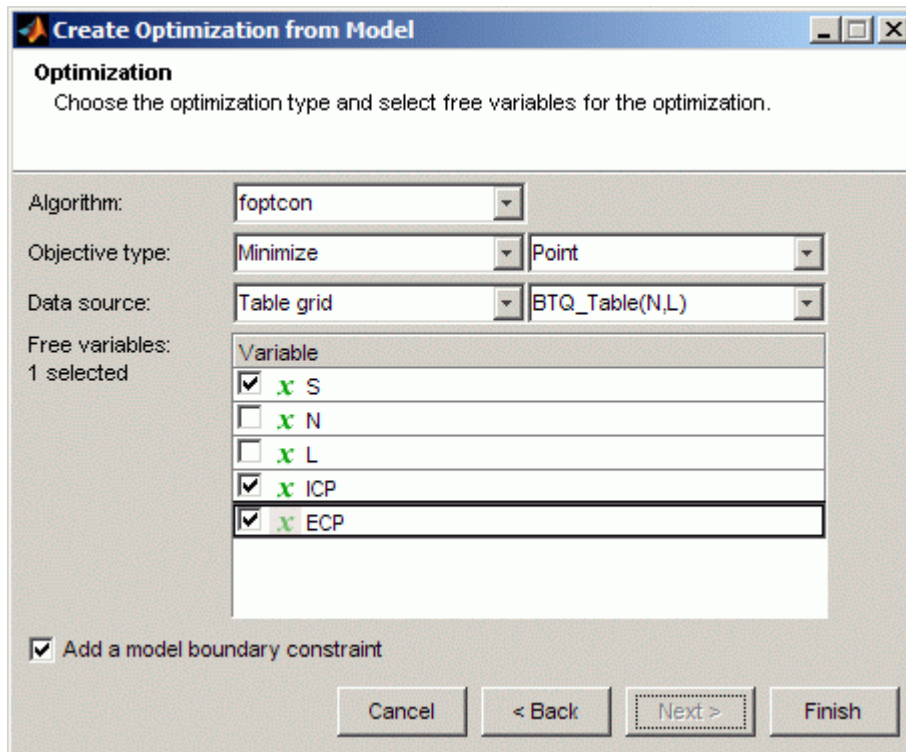 Create Optimization from Model
Optimization
Choose the optimization type and select free variables for the optimization.
Algorithm: foptcon
Objective type: Minimize Point
Data source: Table grid BTQ_Table(N,L)
Free variables:
1 selected
Variable
x S
x N
x L
x ICP
x ECP
Add a model boundary constraint
Cancel < Back Next > Finish